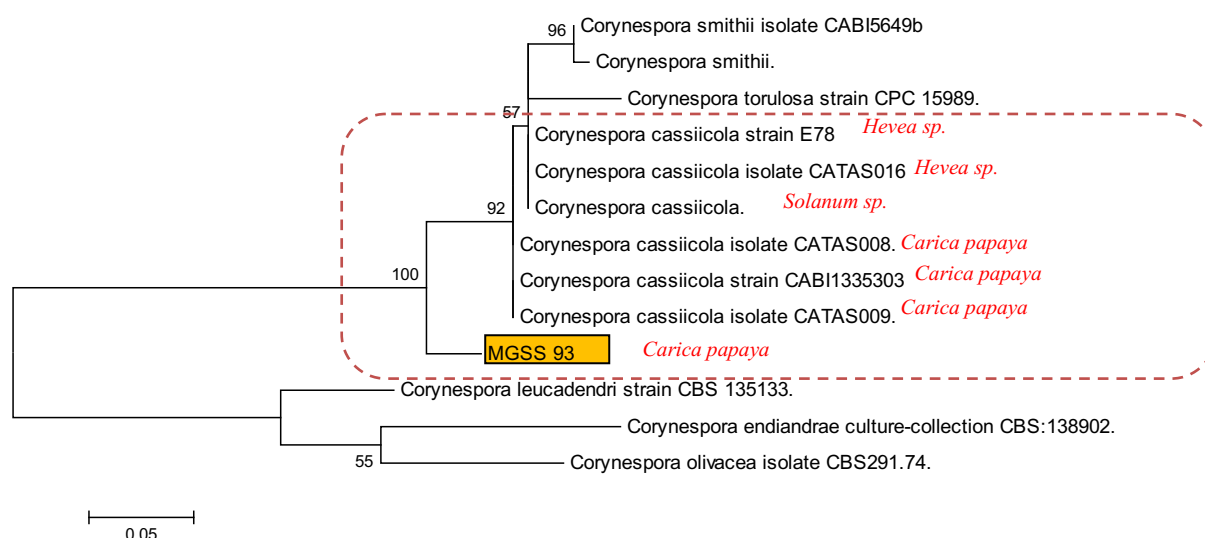 96
Corynespora smithii isolate CABI5649b
Corynespora smithii.
Corynespora torulosa strain CPC 15989.
57
Corynespora cassiicola strain E78 Hevea sp.
Corynespora cassiicola isolate CATAS016 Hevea sp.
92
Corynespora cassiicola. Solanum sp.
Corynespora cassiicola isolate CATAS008. Carica papaya
100
Corynespora cassiicola strain CABI1335303 Carica papaya
Corynespora cassiicola isolate CATAS009. Carica papaya
MGSS 93 Carica papaya
Corynespora leucadendri strain CBS 135133.
Corynespora endiandrae culture-collection CBS:138902.
55
Corynespora olivacea isolate CBS291.74.
0.05